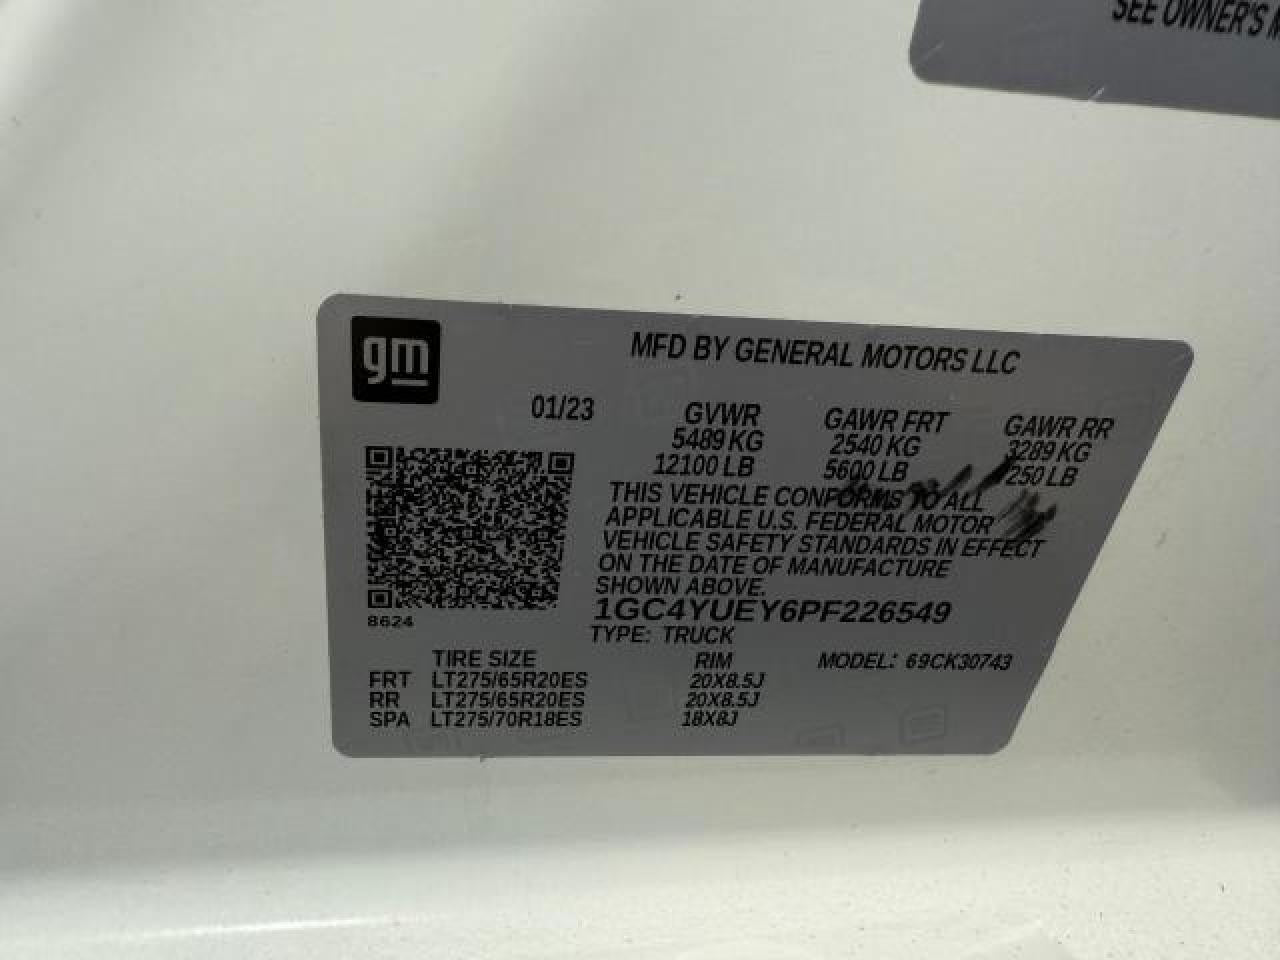 SEE OWNER'S
gm
MFD BY GENERAL MOTORS LLC
01/23 GVWR GAWR FRT GAWR RR
5489 KG 2540 KG 3289 KG
12100 LB 5600 LB 7250 LB
THIS VEHICLE CONFORMS TO ALL
APPLICABLE U.S. FEDERAL MOTOR
VEHICLE SAFETY STANDARDS IN EFFECT
ON THE DATE OF MANUFACTURE
SHOWN ABOVE.
1GC4YUEY6PF226549
8624
TYPE: TRUCK
TIRE SIZE RIM MODEL: 69CK30743
FRT LT275/65R20ES 20X8.5J
RR LT275/65R20ES 20X8.5J
SPA LT275/70R18ES 18X8J